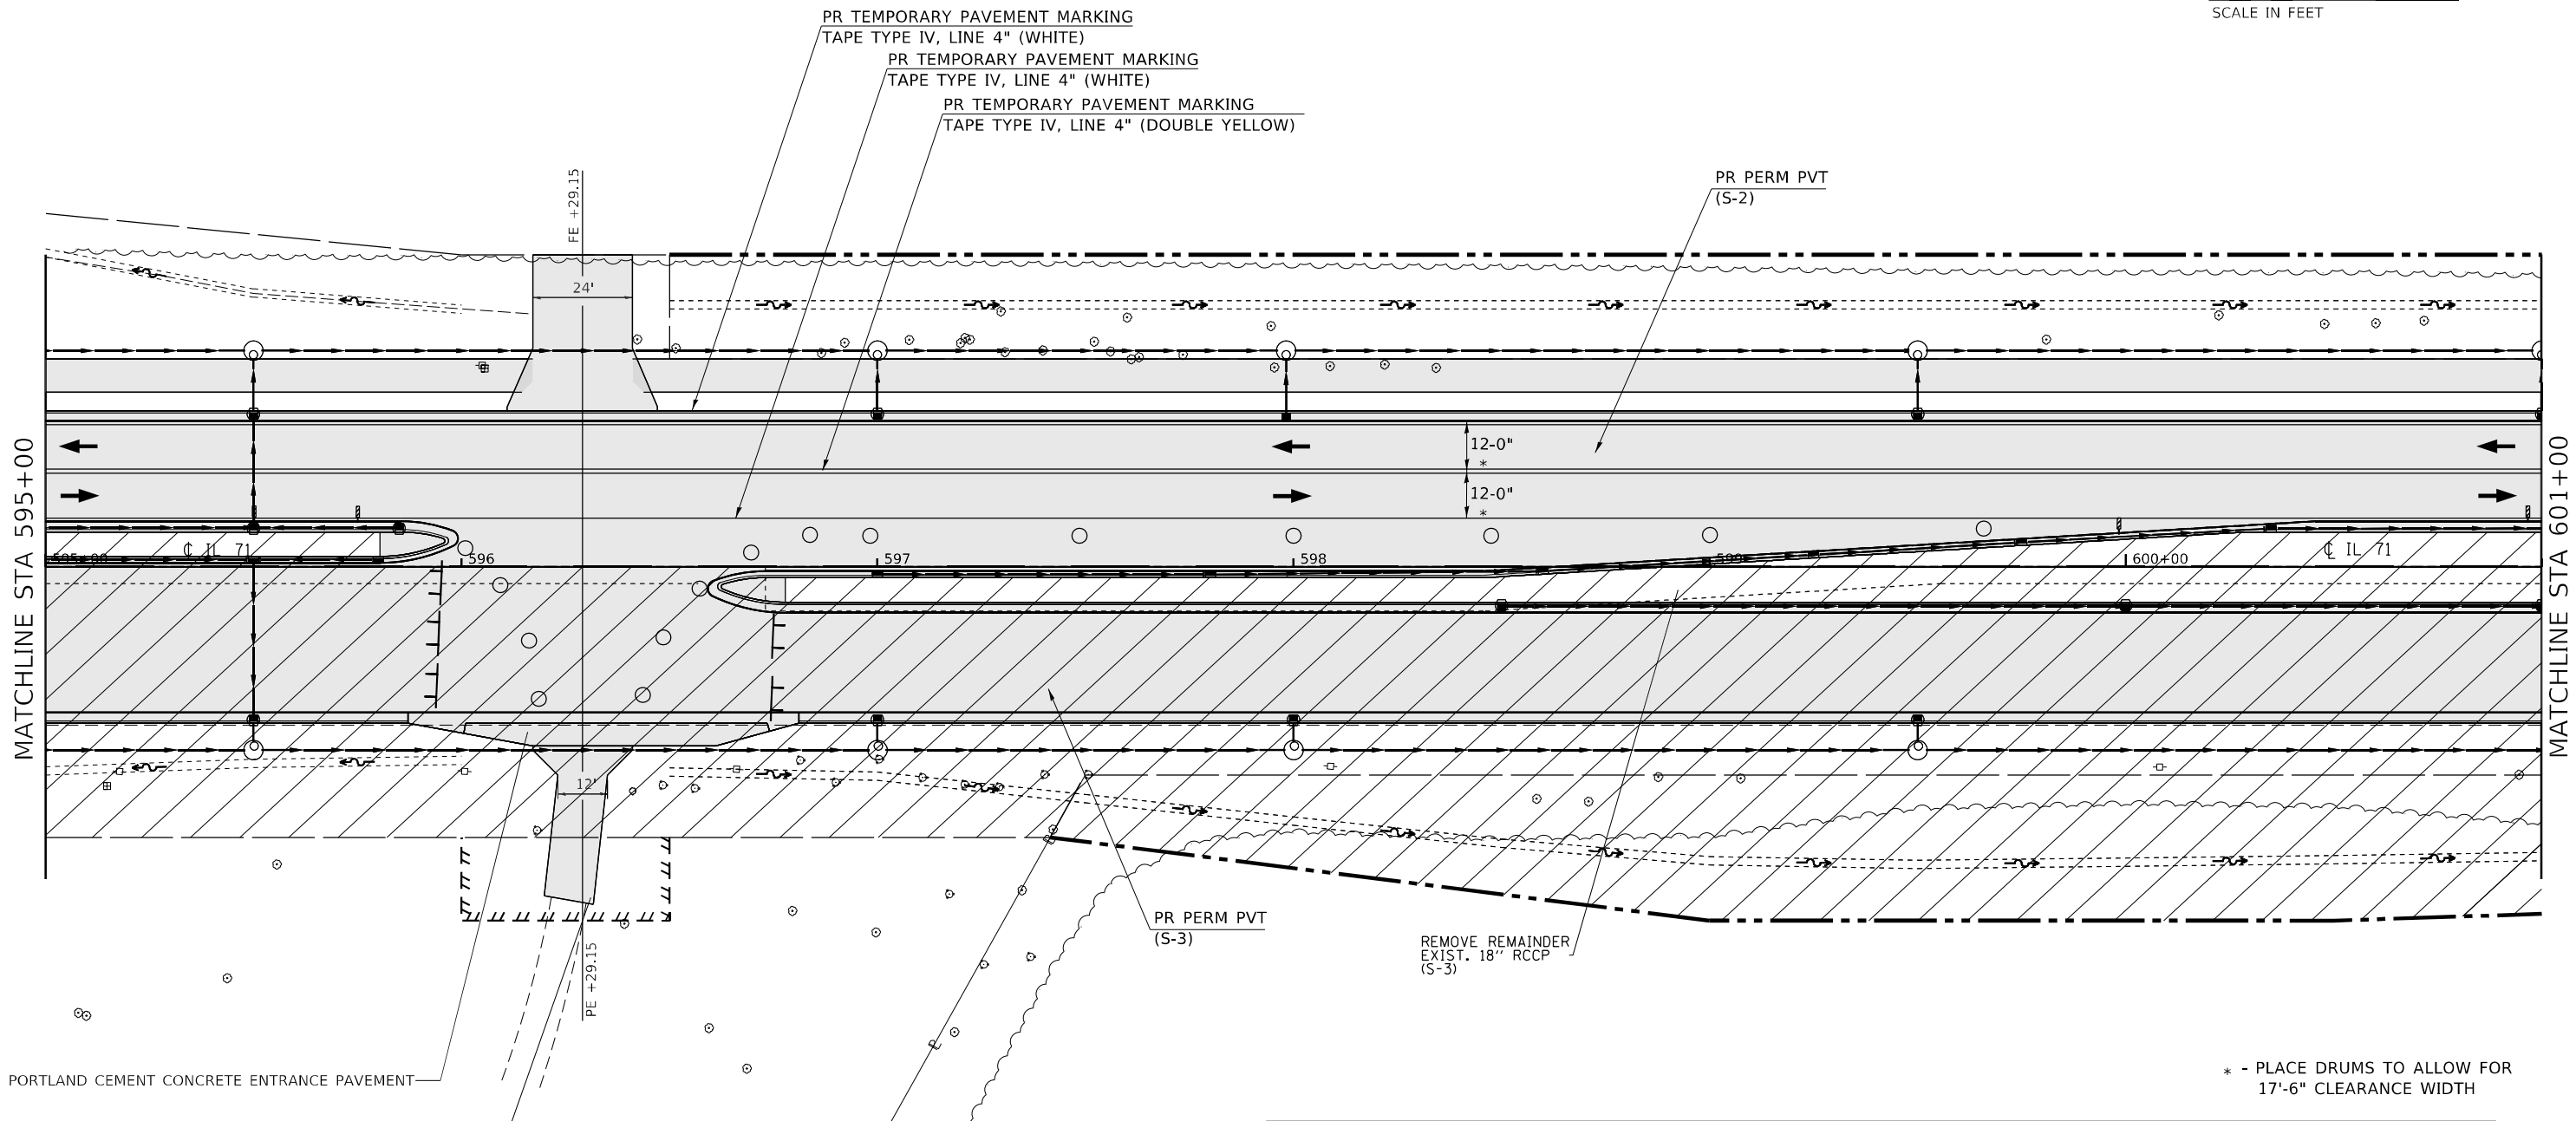 SCALE IN FEET
PR TEMPORARY PAVEMENT MARKING
TAPE TYPE IV, LINE 4" (WHITE)
PR TEMPORARY PAVEMENT MARKING
TAPE TYPE IV, LINE 4" (WHITE)
PR TEMPORARY PAVEMENT MARKING
TAPE TYPE IV, LINE 4" (DOUBLE YELLOW)
PR PERM PVT
(S-2)
FE +29.15
24'
12-0"
*
12-0"
*
MATCHLINE STA 595+00
MATCHLINE STA 601+00
595+00
℄ IL 71
596
597
598
599
600+00
℄ IL 71
12'
PE +29.15
PR PERM PVT
(S-3)
REMOVE REMAINDER
EXIST. 18" RCCP
(S-3)
PORTLAND CEMENT CONCRETE ENTRANCE PAVEMENT
* - PLACE DRUMS TO ALLOW FOR
17'-6" CLEARANCE WIDTH